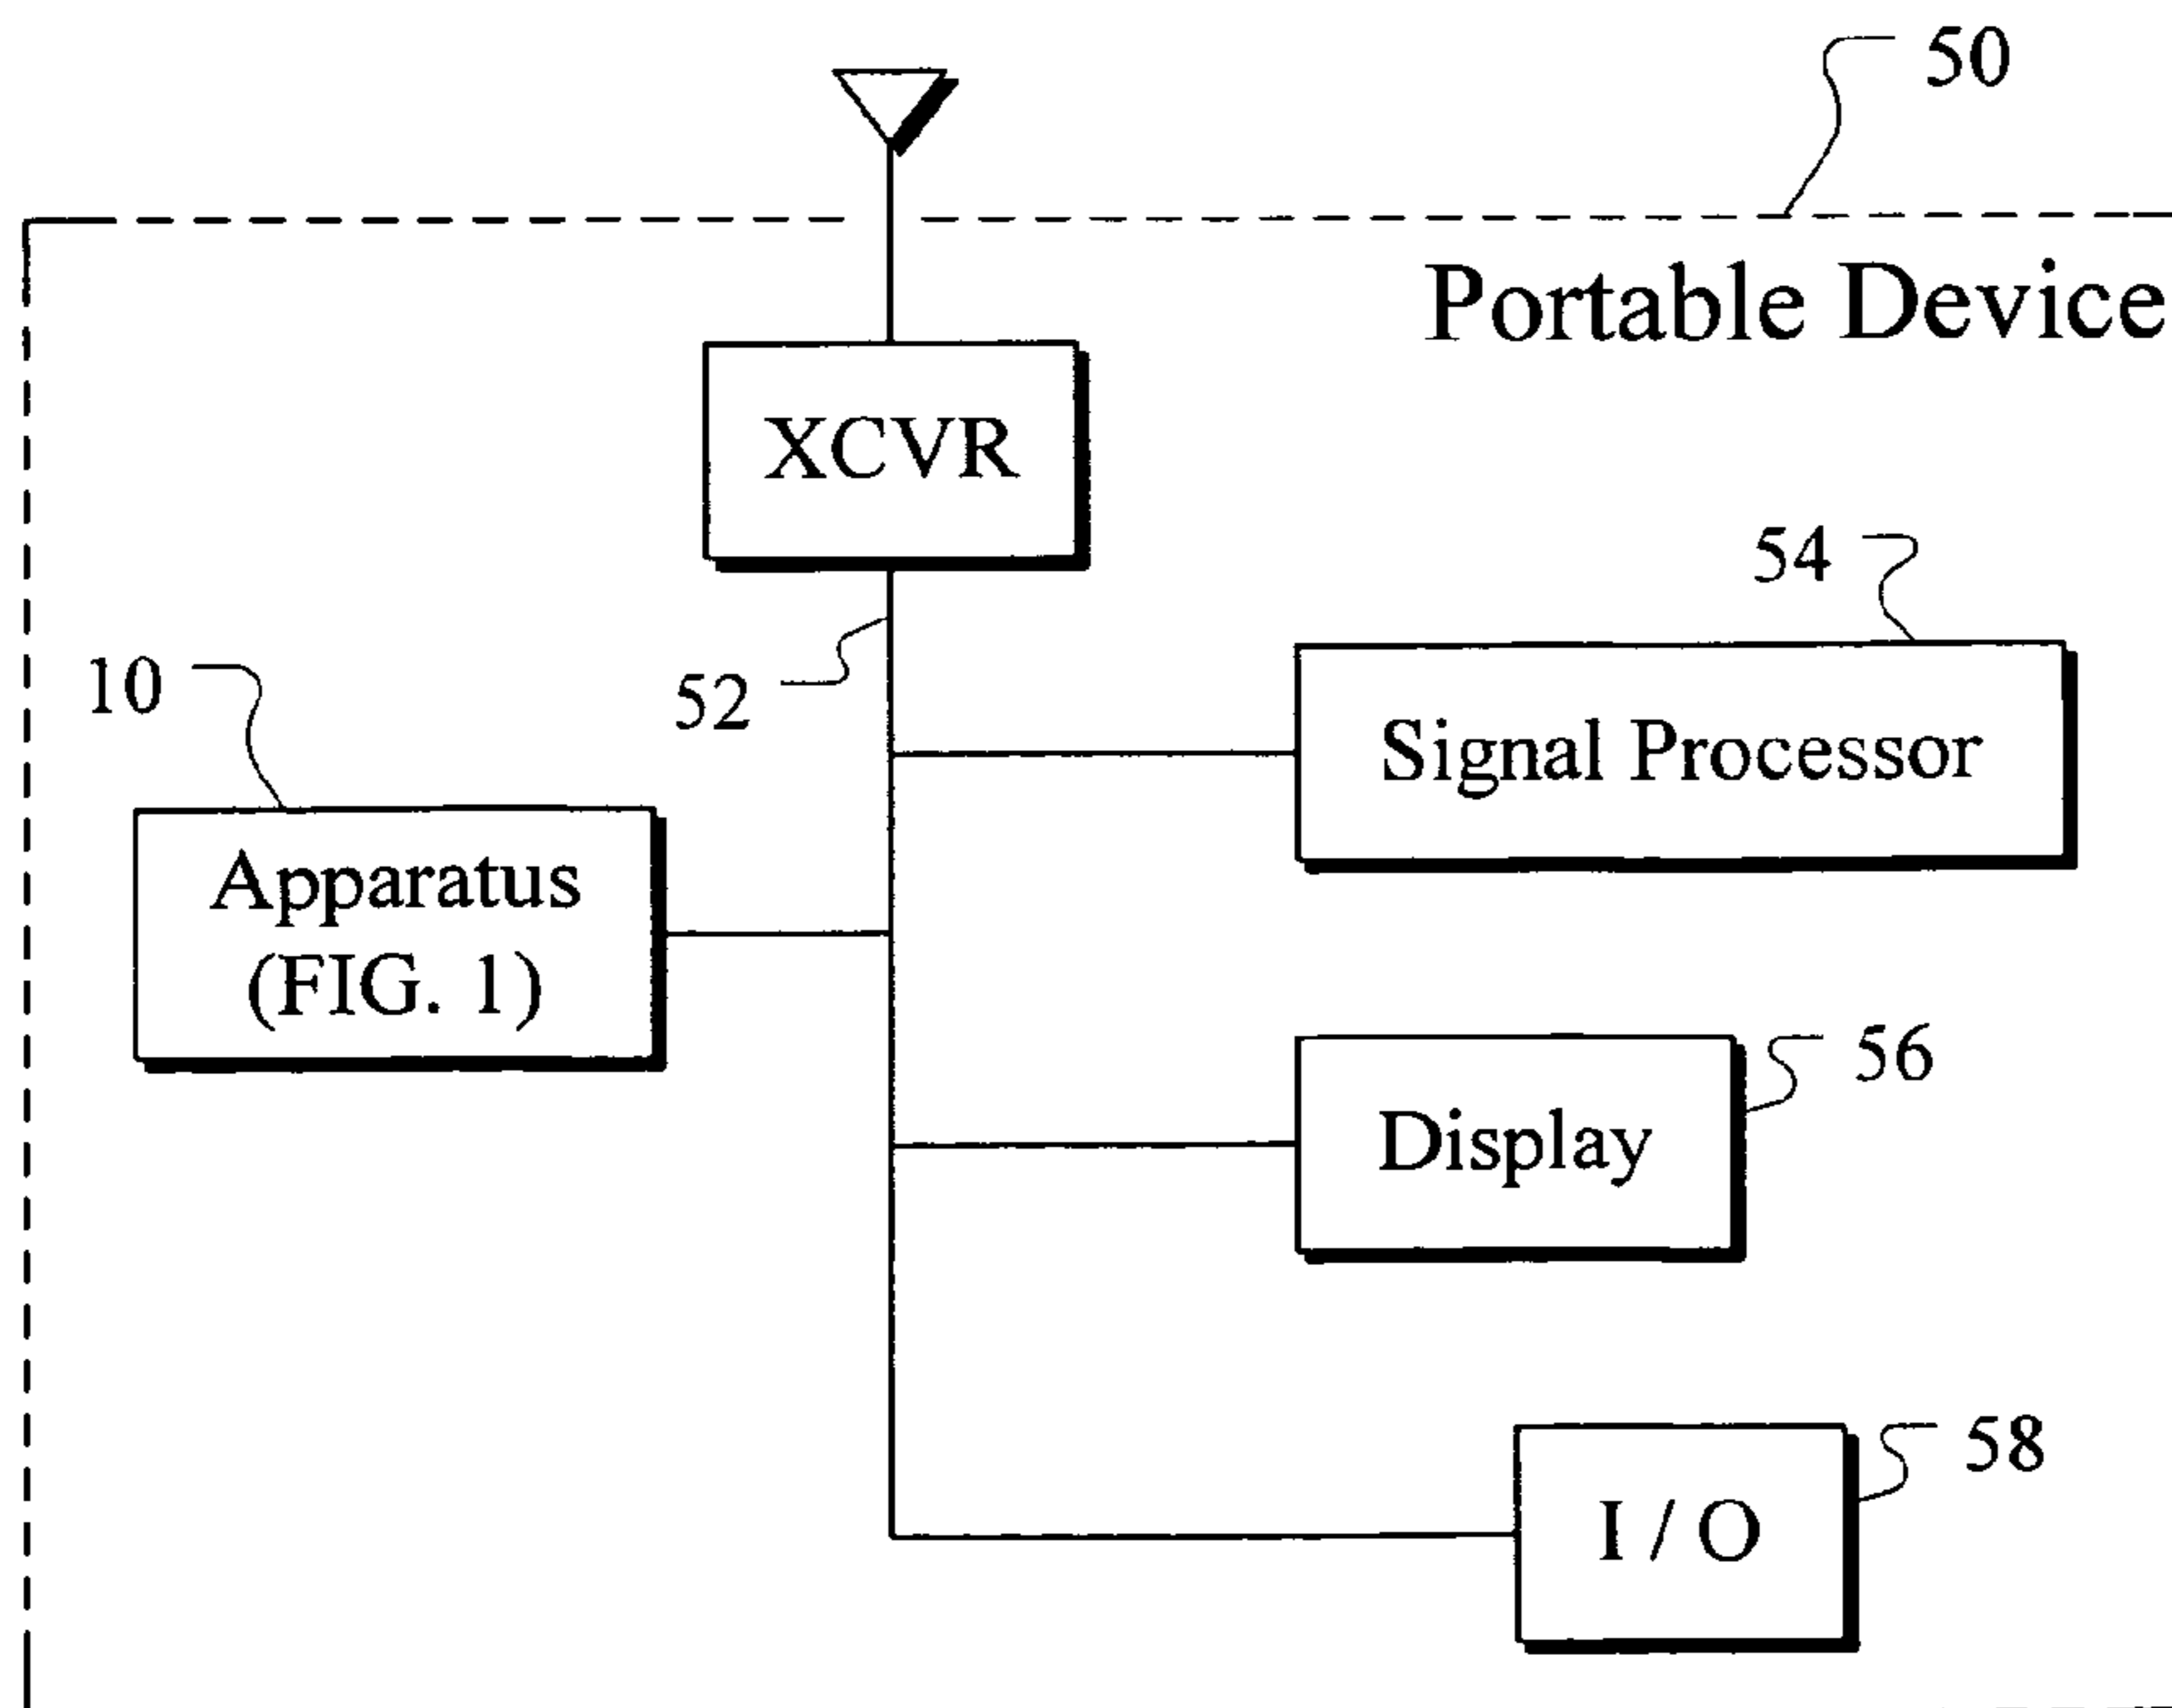 50
Portable Device
XCVR
54
52
10
Signal Processor
Apparatus
(FIG. 1)
56
Display
58
I / O